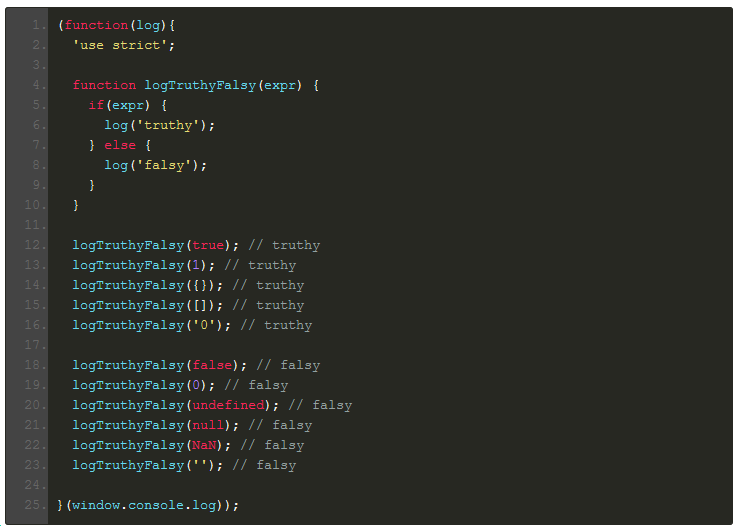 1. (function(log){
2.   'use strict';
3.
4.   function logTruthyFalsy(expr) {
5.     if(expr) {
6.       log('truthy');
7.     } else {
8.       log('falsy');
9.     }
10.   }
11.
12.   logTruthyFalsy(true); // truthy
13.   logTruthyFalsy(1); // truthy
14.   logTruthyFalsy({}); // truthy
15.   logTruthyFalsy([]); // truthy
16.   logTruthyFalsy('0'); // truthy
17.
18.   logTruthyFalsy(false); // falsy
19.   logTruthyFalsy(0); // falsy
20.   logTruthyFalsy(undefined); // falsy
21.   logTruthyFalsy(null); // falsy
22.   logTruthyFalsy(NaN); // falsy
23.   logTruthyFalsy(''); // falsy
24.
25. }(window.console.log));